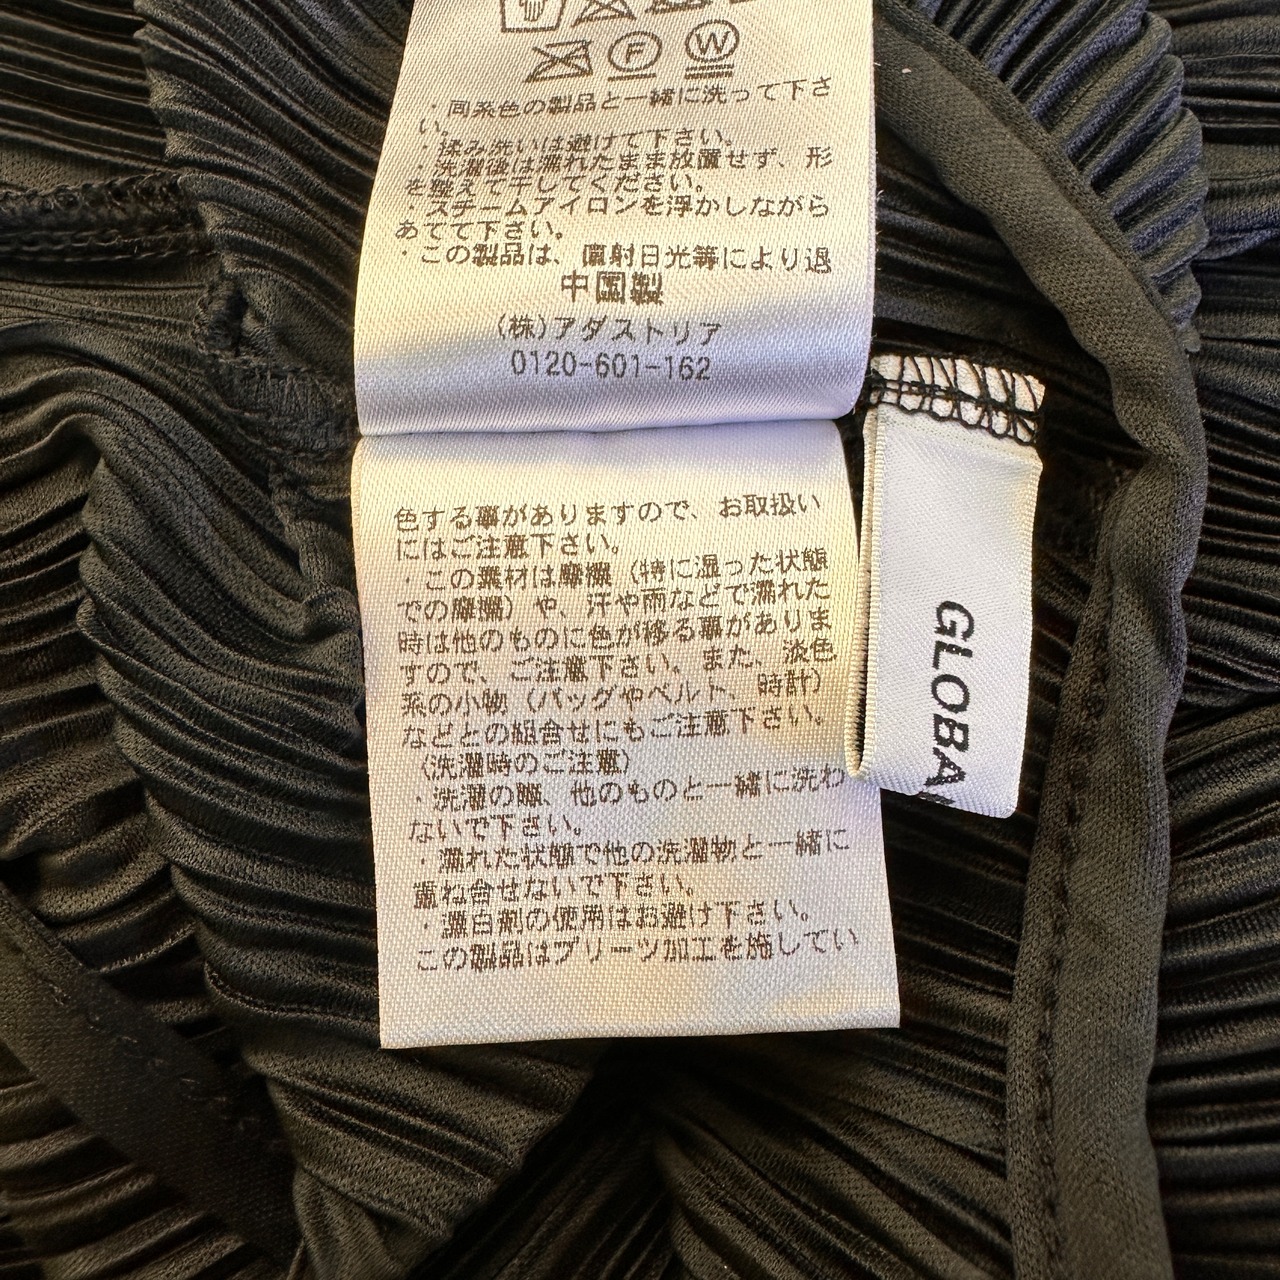 F W
・同系色の製品と一緒に洗って下さ
い。
・揉み洗いは避けて下さい。
・洗濯後は濡れたまま放置せず、形
を整えて干してください。
・スチームアイロンを浮かしながら
あてて下さい。
・この製品は、直射日光等により退
中国製
(株)アダストリア
0120-601-162
色する事がありますので、お取扱い
にはご注意下さい。
・この素材は摩擦(特に湿った状態
での摩擦)や、汗や雨などで濡れた
時は他のものに色が移る事がありま
すので、ご注意下さい。また、淡色
系の小物(バッグやベルト、時計)
などとの組合せにもご注意下さい。
(洗濯時のご注意)
・洗濯の際、他のものと一緒に洗わ
ないで下さい。
・濡れた状態で他の洗濯物と一緒に
重ね合せないで下さい。
・漂白剤の使用はお避け下さい。
この製品はプリーツ加工を施してい
GLOBA